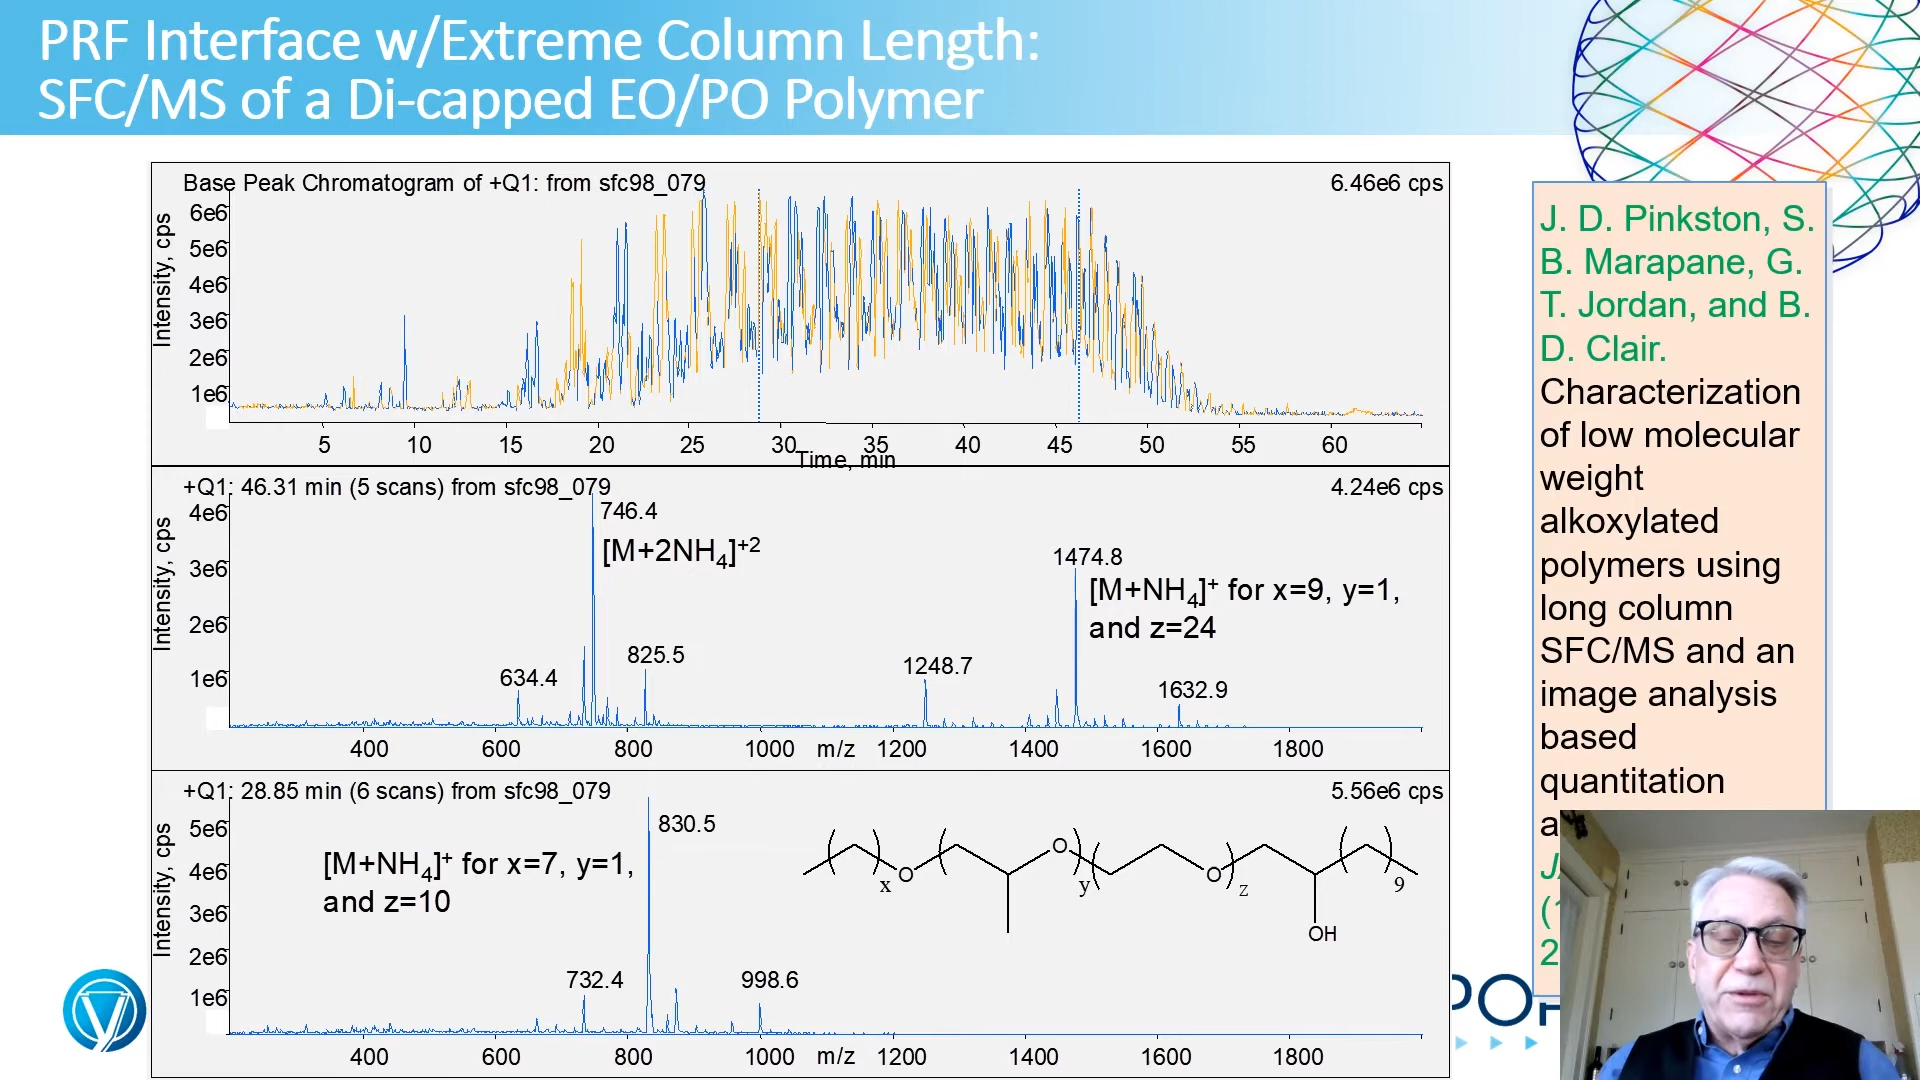 PRF Interface w/Extreme Column Length:
SFC/MS of a Di-capped EO/PO Polymer
Base Peak Chromatogram of +Q1: from sfc98_079
6.46e6 cps
Intensity, cps
6e6
5e6
4e6
3e6
2e6
1e6
5 10 15 20 25 30 35 40 45 50 55 60
Time, min
+Q1: 46.31 min (5 scans) from sfc98_079
4.24e6 cps
Intensity, cps
4e6
3e6
2e6
1e6
746.4
[M+2NH4]+2
634.4
825.5
1248.7
1474.8
[M+NH4]+ for x=9, y=1,
and z=24
1632.9
400 600 800 1000 m/z 1200 1400 1600 1800
+Q1: 28.85 min (6 scans) from sfc98_079
5.56e6 cps
Intensity, cps
5e6
4e6
3e6
2e6
1e6
830.5
[M+NH4]+ for x=7, y=1,
and z=10
732.4
998.6
x O O y O z OH 9
400 600 800 1000 m/z 1200 1400 1600 1800
J. D. Pinkston, S.
B. Marapane, G.
T. Jordan, and B.
D. Clair.
Characterization
of low molecular
weight
alkoxylated
polymers using
long column
SFC/MS and an
image analysis
based
quantitation